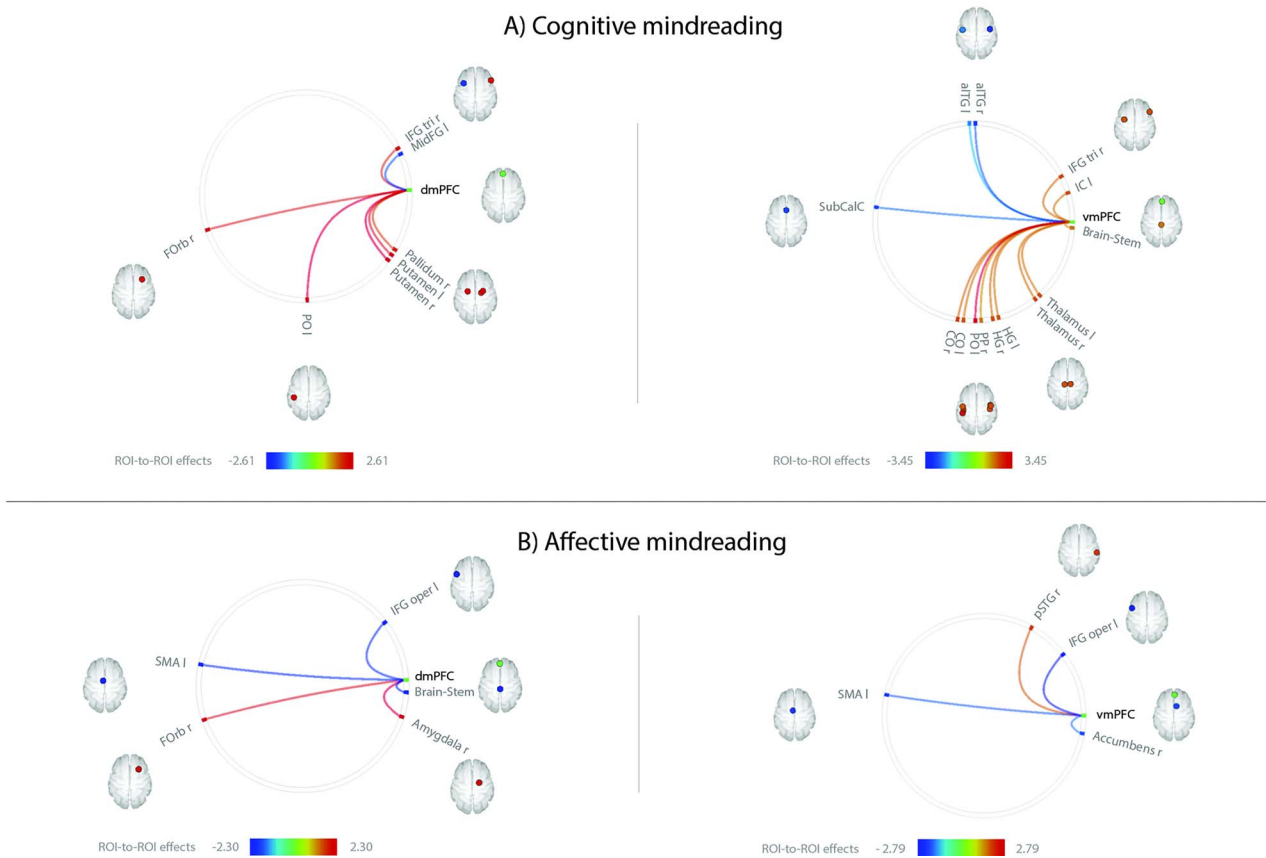 A) Cognitive mindreading
IFG tri r
MidFG l
dmPFC
FOrb r
Pallidum r
Putamen l
Putamen r
PO l
ROI-to-ROI effects -2.61 2.61
aITG l
aITG r
IFG tri r
IC l
SubCalC
vmPFC
Brain-Stem
Thalamus l
Thalamus r
CO r
CO l
PO l
PP r
HG r
HG l
ROI-to-ROI effects -3.45 3.45
B) Affective mindreading
IFG oper l
SMA l
dmPFC
Brain-Stem
FOrb r
Amygdala r
ROI-to-ROI effects -2.30 2.30
pSTG r
IFG oper l
SMA l
vmPFC
Accumbens r
ROI-to-ROI effects - 2.79 2.79